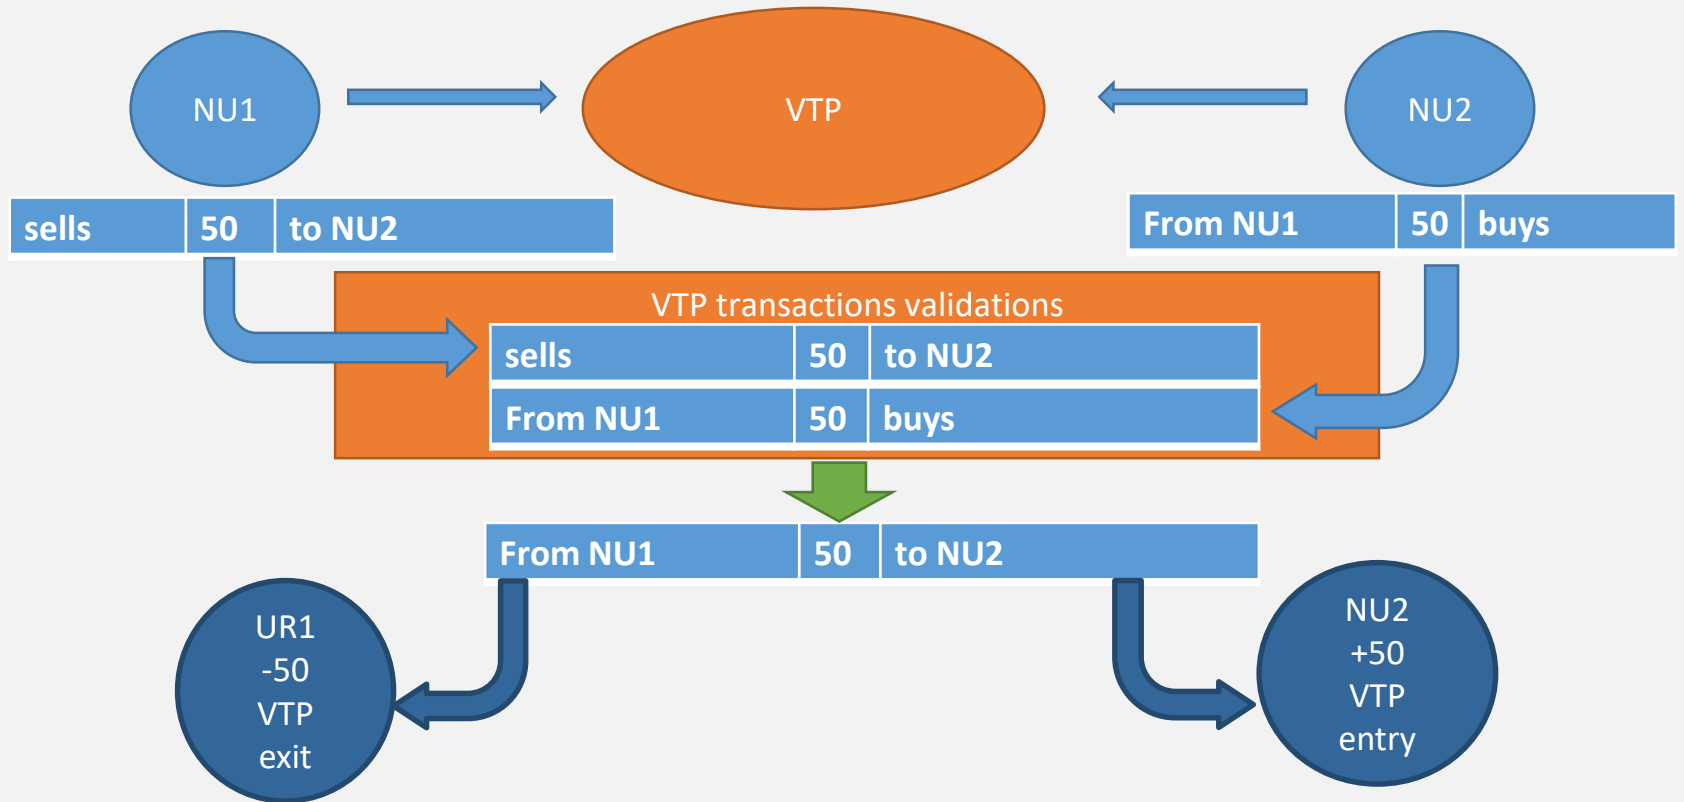 NU1
VTP
NU2
sells 50 to NU2
From NU1 50 buys
VTP transactions validations
sells 50 to NU2
From NU1 50 buys
From NU1 50 to NU2
UR1
-50
VTP
exit
NU2
+50
VTP
entry